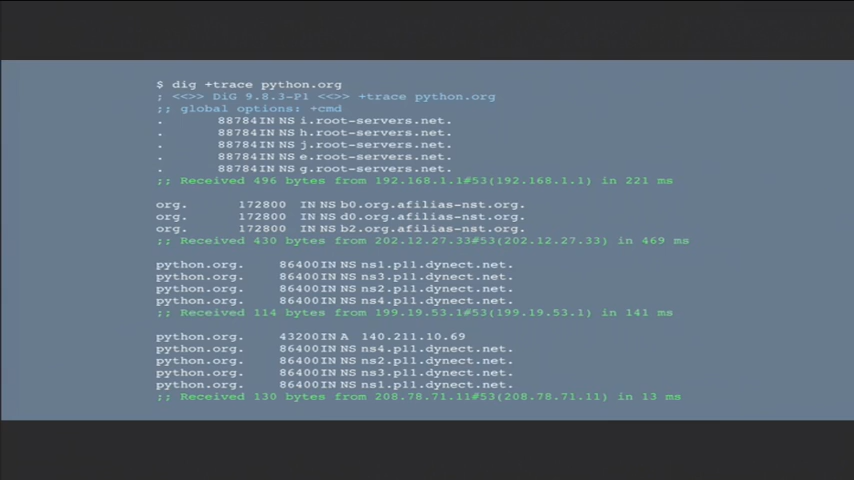 $ dig +trace python.org
; <<>> DiG 9.8.3-P1 <<>> +trace python.org
;; global options: +cmd
. 88784 IN NS i.root-servers.net.
. 88784 IN NS h.root-servers.net.
. 88784 IN NS j.root-servers.net.
. 88784 IN NS e.root-servers.net.
. 88784 IN NS g.root-servers.net.
;; Received 496 bytes from 192.168.1.1#53(192.168.1.1) in 221 ms
org. 172800 IN NS b0.org.afilias-nst.org.
org. 172800 IN NS d0.org.afilias-nst.org.
org. 172800 IN NS b2.org.afilias-nst.org.
;; Received 430 bytes from 202.12.27.33#53(202.12.27.33) in 469 ms
python.org. 86400 IN NS ns1.p11.dynect.net.
python.org. 86400 IN NS ns3.p11.dynect.net.
python.org. 86400 IN NS ns2.p11.dynect.net.
python.org. 86400 IN NS ns4.p11.dynect.net.
;; Received 114 bytes from 199.19.53.1#53(199.19.53.1) in 141 ms
python.org. 43200 IN A 140.211.10.69
python.org. 86400 IN NS ns4.p11.dynect.net.
python.org. 86400 IN NS ns2.p11.dynect.net.
python.org. 86400 IN NS ns3.p11.dynect.net.
python.org. 86400 IN NS ns1.p11.dynect.net.
;; Received 130 bytes from 208.78.71.11#53(208.78.71.11) in 13 ms